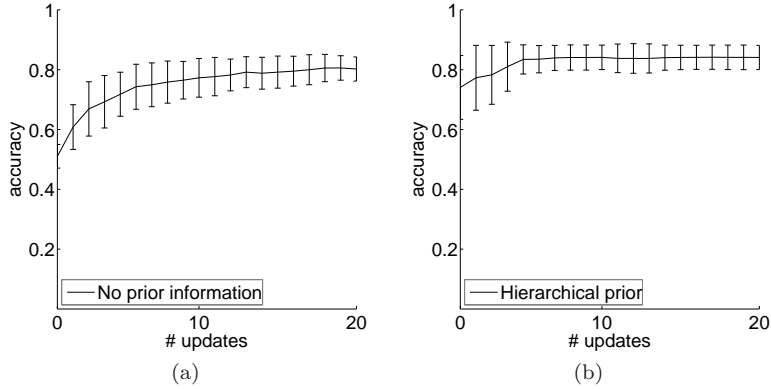 1
0.8
0.6
0.4
0.2
accuracy
No prior information
0 10 20
# updates
(a)
1
0.8
0.6
0.4
0.2
accuracy
Hierarchical prior
0 10 20
# updates
(b)